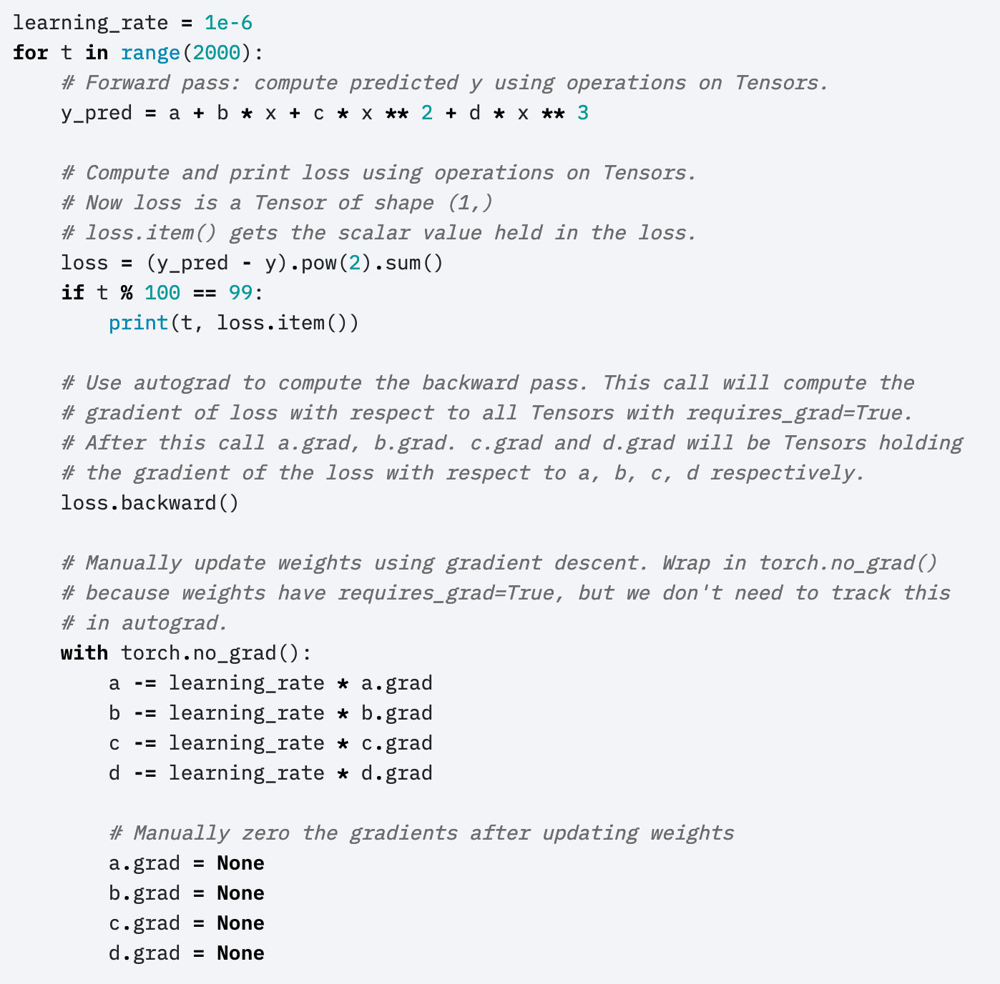 learning_rate = 1e-6
for t in range(2000):
    # Forward pass: compute predicted y using operations on Tensors.
    y_pred = a + b * x + c * x ** 2 + d * x ** 3

    # Compute and print loss using operations on Tensors.
    # Now loss is a Tensor of shape (1,)
    # loss.item() gets the scalar value held in the loss.
    loss = (y_pred - y).pow(2).sum()
    if t % 100 == 99:
        print(t, loss.item())

    # Use autograd to compute the backward pass. This call will compute the
    # gradient of loss with respect to all Tensors with requires_grad=True.
    # After this call a.grad, b.grad. c.grad and d.grad will be Tensors holding
    # the gradient of the loss with respect to a, b, c, d respectively.
    loss.backward()

    # Manually update weights using gradient descent. Wrap in torch.no_grad()
    # because weights have requires_grad=True, but we don't need to track this
    # in autograd.
    with torch.no_grad():
        a -= learning_rate * a.grad
        b -= learning_rate * b.grad
        c -= learning_rate * c.grad
        d -= learning_rate * d.grad

        # Manually zero the gradients after updating weights
        a.grad = None
        b.grad = None
        c.grad = None
        d.grad = None